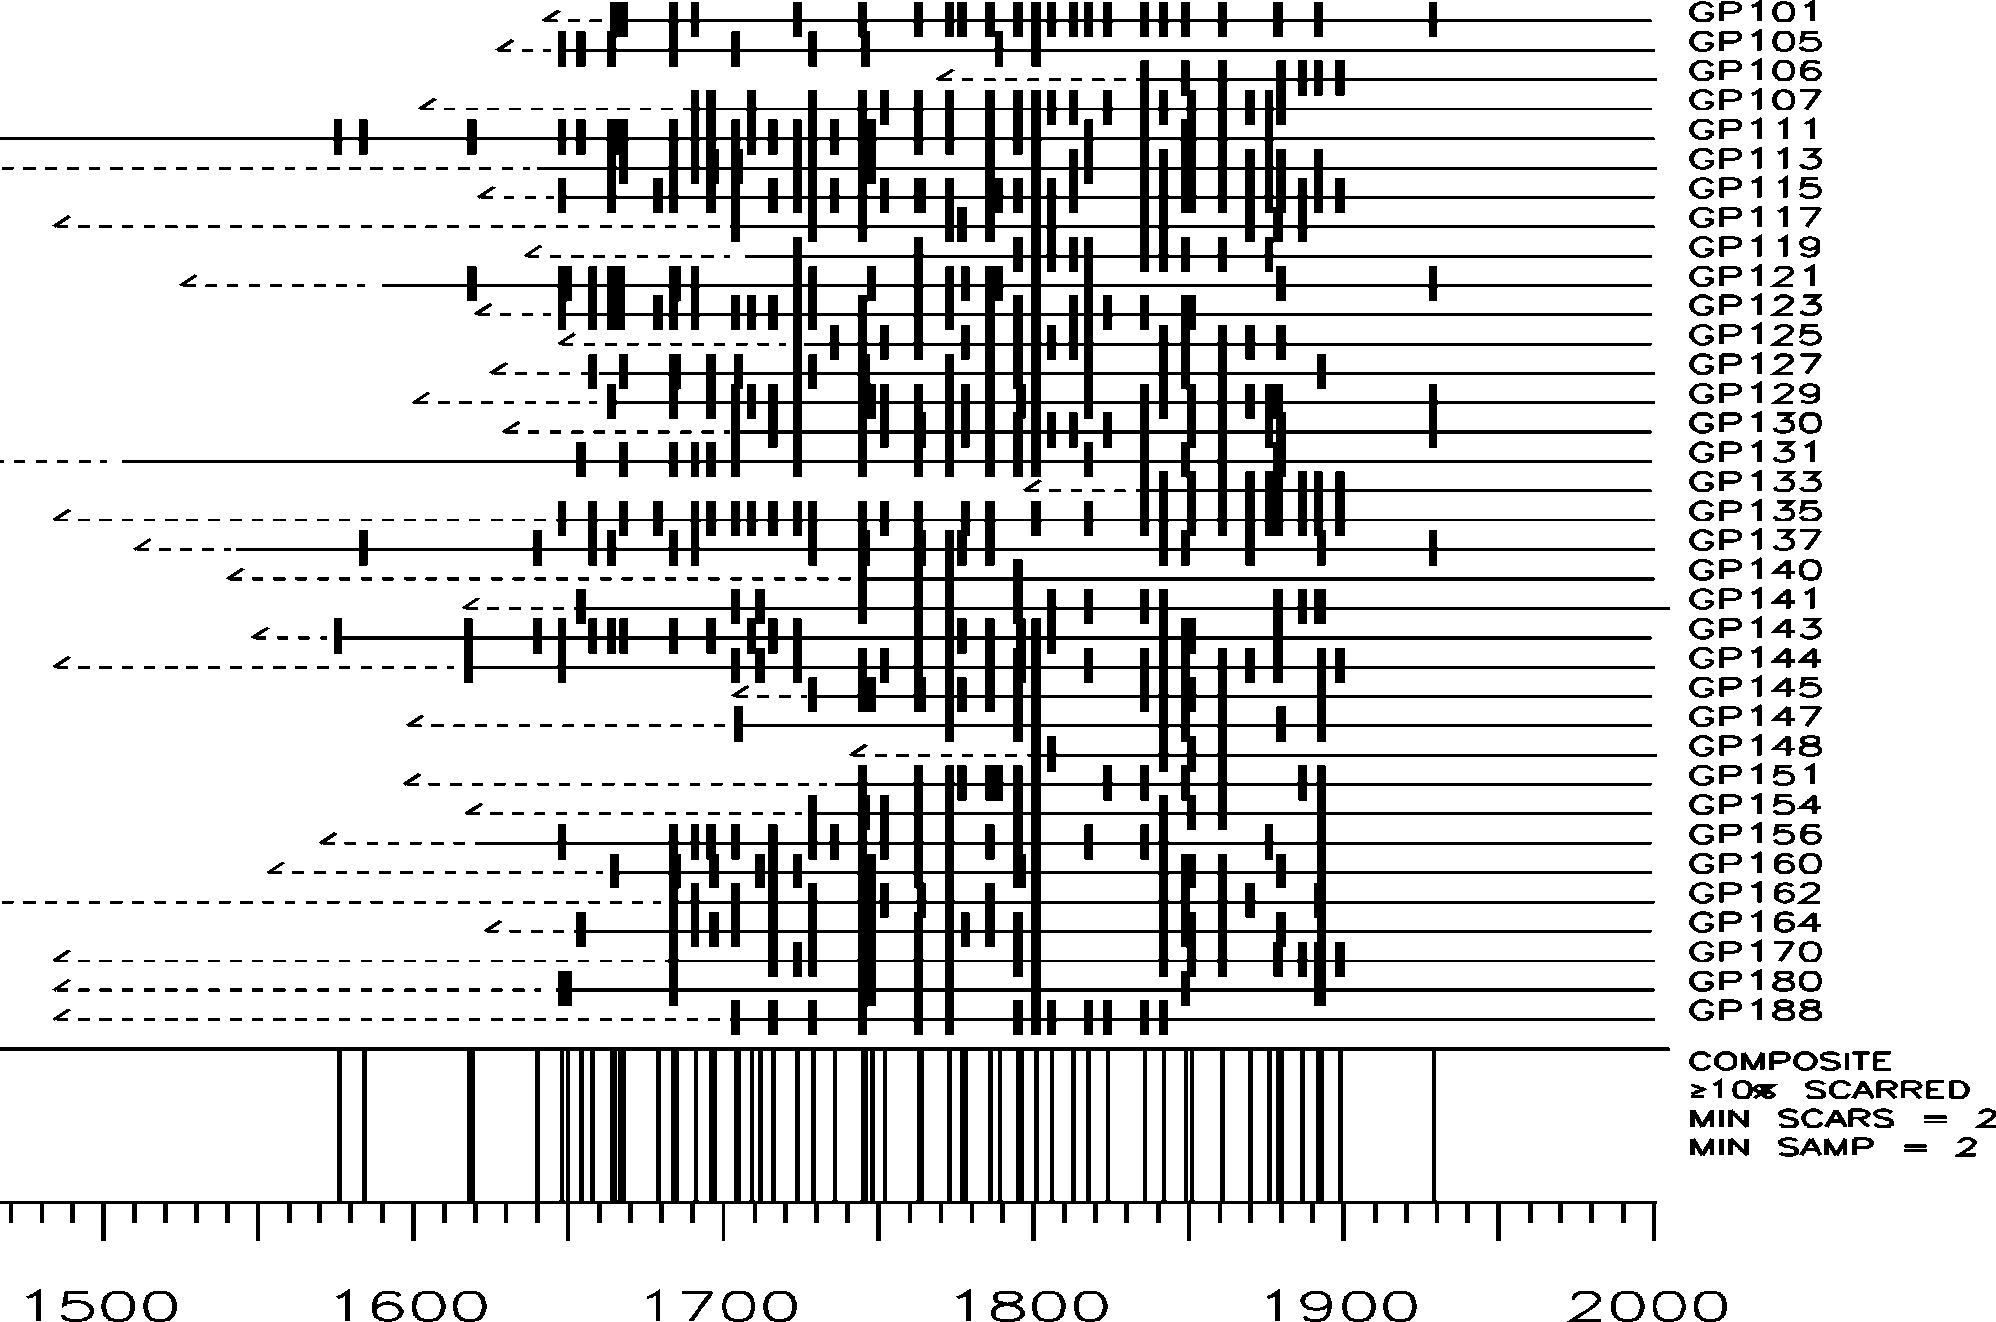 GP101
GP105
GP106
GP107
GP111
GP113
GP115
GP117
GP119
GP121
GP123
GP125
GP127
GP129
GP130
GP131
GP133
GP135
GP137
GP140
GP141
GP143
GP144
GP145
GP147
GP148
GP151
GP154
GP156
GP160
GP162
GP164
GP170
GP180
GP188
COMPOSITE
≥10% SCARRED
MIN SCARS = 2
MIN SAMP = 2
1500 1600 1700 1800 1900 2000